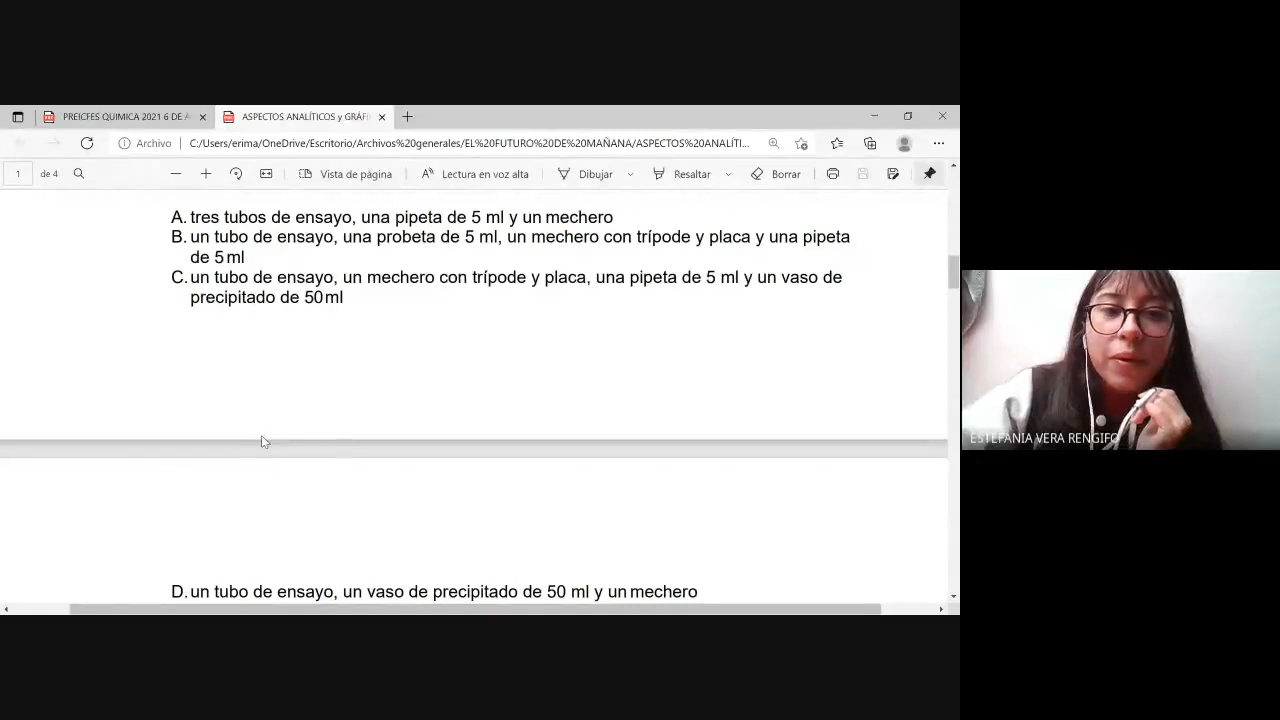 PREICFES QUIMICA 2021 6 DE A
ASPECTOS ANALÍTICOS y GRÁFI
Archivo
C:/Users/erima/OneDrive/Escritorio/Archivos%20generales/EL%20FUTURO%20DE%20MAÑANA/ASPECTOS%20ANALÍTI...
1 de 4
Vista de página
Lectura en voz alta
Dibujar
Resaltar
Borrar
A. tres tubos de ensayo, una pipeta de 5 ml y un mechero
B. un tubo de ensayo, una probeta de 5 ml, un mechero con trípode y placa y una pipeta
de 5 ml
C. un tubo de ensayo, un mechero con trípode y placa, una pipeta de 5 ml y un vaso de
precipitado de 50 ml
D. un tubo de ensayo, un vaso de precipitado de 50 ml y un mechero
ESTEFANIA VERA RENGIFO